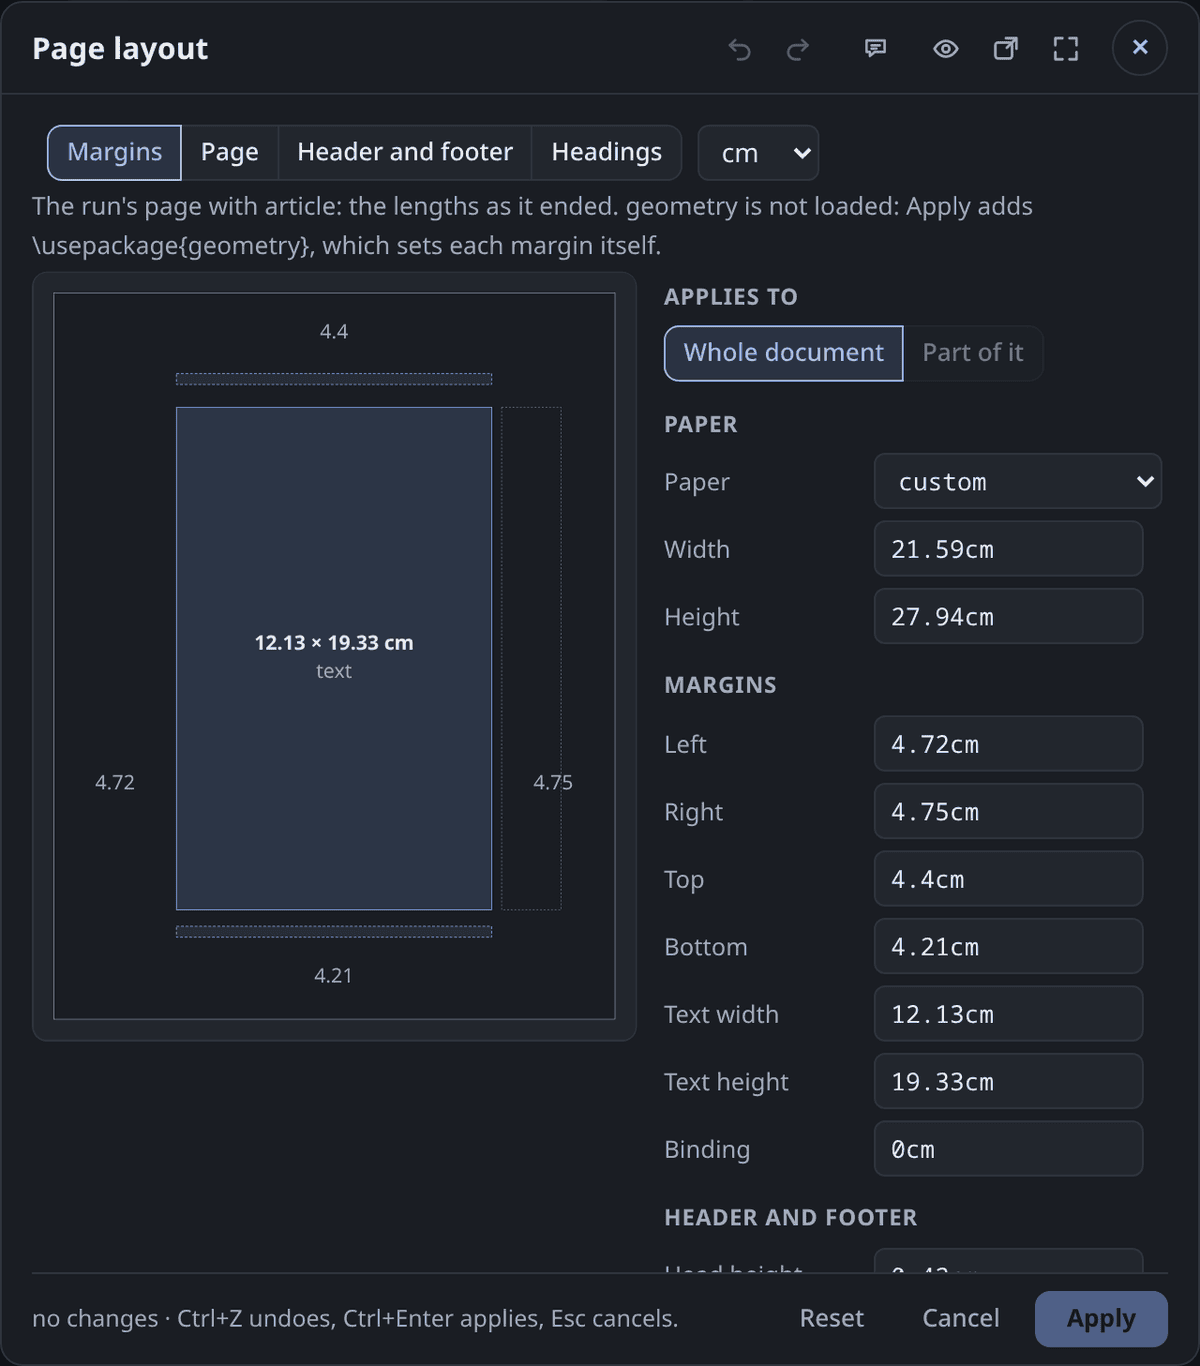 Page layout
Margins Page Header and footer Headings cm
The run's page with article: the lengths as it ended. geometry is not loaded: Apply adds
\usepackage{geometry}, which sets each margin itself.
4.4
12.13 × 19.33 cm
text
4.72
4.75
4.21
APPLIES TO
Whole document Part of it
PAPER
Paper custom
Width 21.59cm
Height 27.94cm
MARGINS
Left 4.72cm
Right 4.75cm
Top 4.4cm
Bottom 4.21cm
Text width 12.13cm
Text height 19.33cm
Binding 0cm
HEADER AND FOOTER
Head height
no changes · Ctrl+Z undoes, Ctrl+Enter applies, Esc cancels.
Reset Cancel Apply